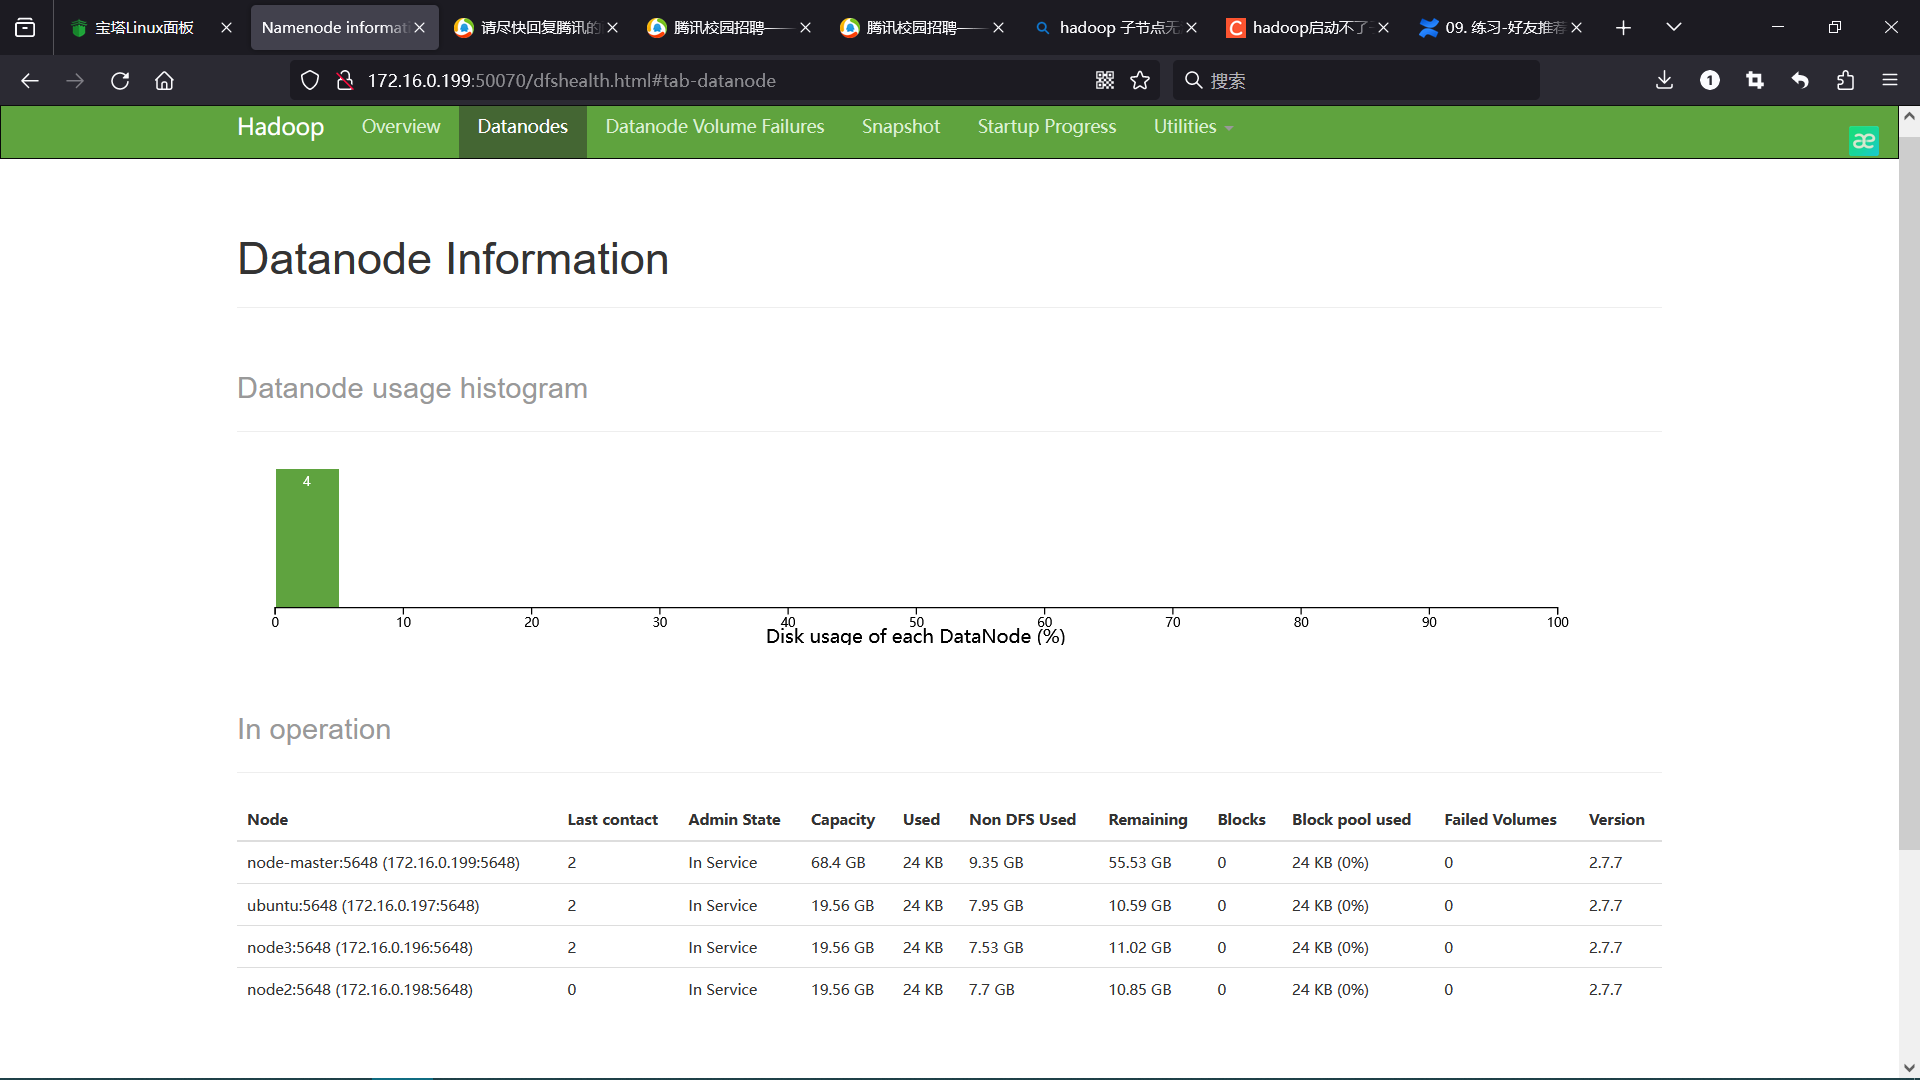 宝塔Linux面板
Namenode informat
请尽快回复腾讯的
腾讯校园招聘——
腾讯校园招聘——
hadoop 子节点无
hadoop启动不了
09. 练习-好友推荐
172.16.0.199:50070/dfshealth.html#tab-datanode
搜索
1
Hadoop Overview Datanodes Datanode Volume Failures Snapshot Startup Progress Utilities
æ
Datanode Information
Datanode usage histogram
4
0 10 20 30 40 50 60 70 80 90 100
Disk usage of each DataNode (%)
In operation
Node Last contact Admin State Capacity Used Non DFS Used Remaining Blocks Block pool used Failed Volumes Version
node-master:5648 (172.16.0.199:5648) 2 In Service 68.4 GB 24 KB 9.35 GB 55.53 GB 0 24 KB (0%) 0 2.7.7
ubuntu:5648 (172.16.0.197:5648) 2 In Service 19.56 GB 24 KB 7.95 GB 10.59 GB 0 24 KB (0%) 0 2.7.7
node3:5648 (172.16.0.196:5648) 2 In Service 19.56 GB 24 KB 7.53 GB 11.02 GB 0 24 KB (0%) 0 2.7.7
node2:5648 (172.16.0.198:5648) 0 In Service 19.56 GB 24 KB 7.7 GB 10.85 GB 0 24 KB (0%) 0 2.7.7